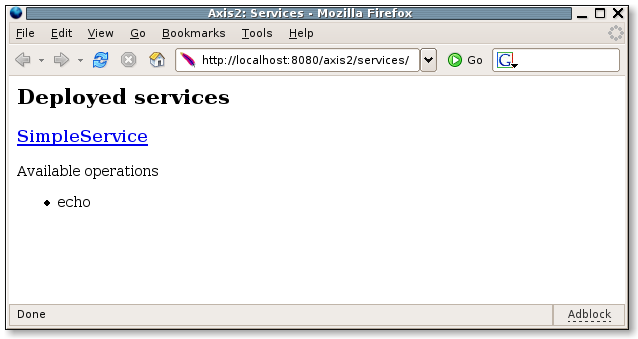 Axis2: Services - Mozilla Firefox
File Edit View Go Bookmarks Tools Help
http://localhost:8080/axis2/services/ Go G
Deployed services
SimpleService
Available operations
echo
Done Adblock